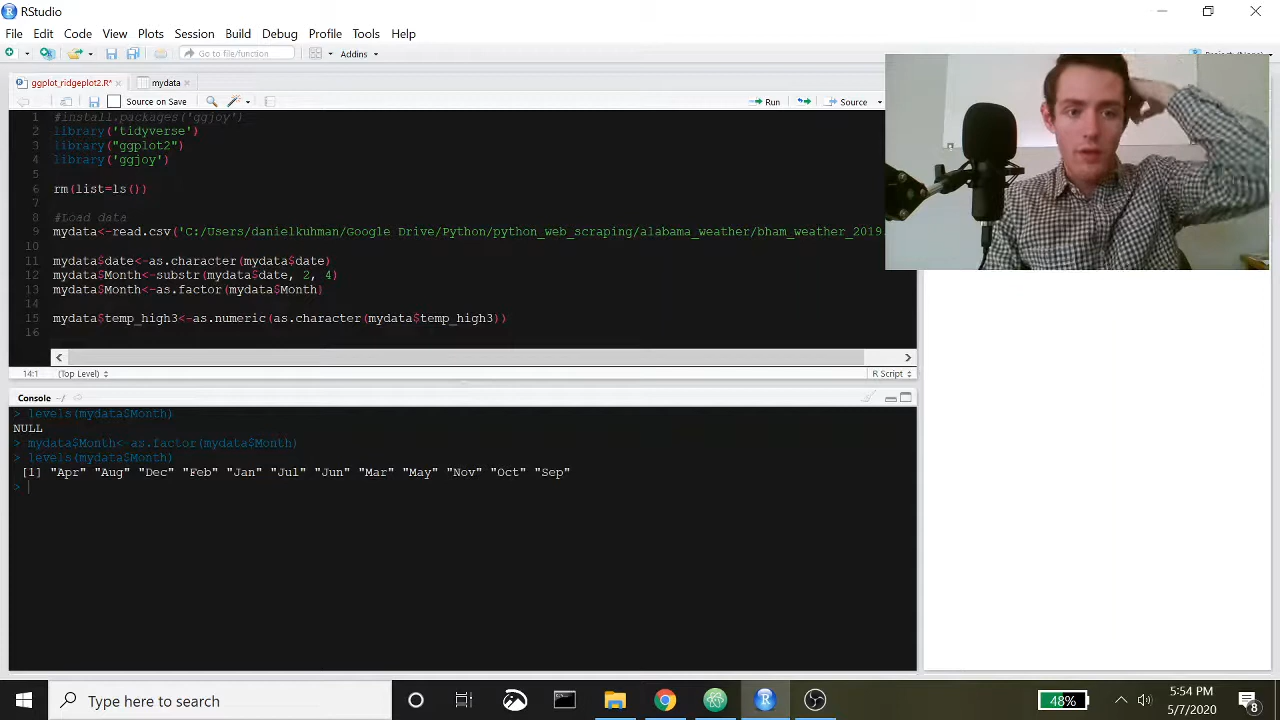 RStudio
File Edit Code View Plots Session Build Debug Profile Tools Help
Go to file/function Addins
ggplot_ridgeplot2.R* mydata
Source on Save Run Source
1 #install.packages('ggjoy')
2 library('tidyverse')
3 library("ggplot2")
4 library('ggjoy')
5
6 rm(list=ls())
7
8 #Load data
9 mydata<-read.csv('C:/Users/danielkuhman/Google Drive/Python/python_web_scraping/alabama_weather/bham_weather_2019.
10
11 mydata$date<-as.character(mydata$date)
12 mydata$Month<-substr(mydata$date, 2, 4)
13 mydata$Month<-as.factor(mydata$Month)
14
15 mydata$temp_high3<-as.numeric(as.character(mydata$temp_high3))
16
14:1 (Top Level) R Script
Console ~/
> levels(mydata$Month)
NULL
> mydata$Month<-as.factor(mydata$Month)
> levels(mydata$Month)
[1] "Apr" "Aug" "Dec" "Feb" "Jan" "Jul" "Jun" "Mar" "May" "Nov" "Oct" "Sep"
>
Type here to search
48%
5:54 PM
5/7/2020
8